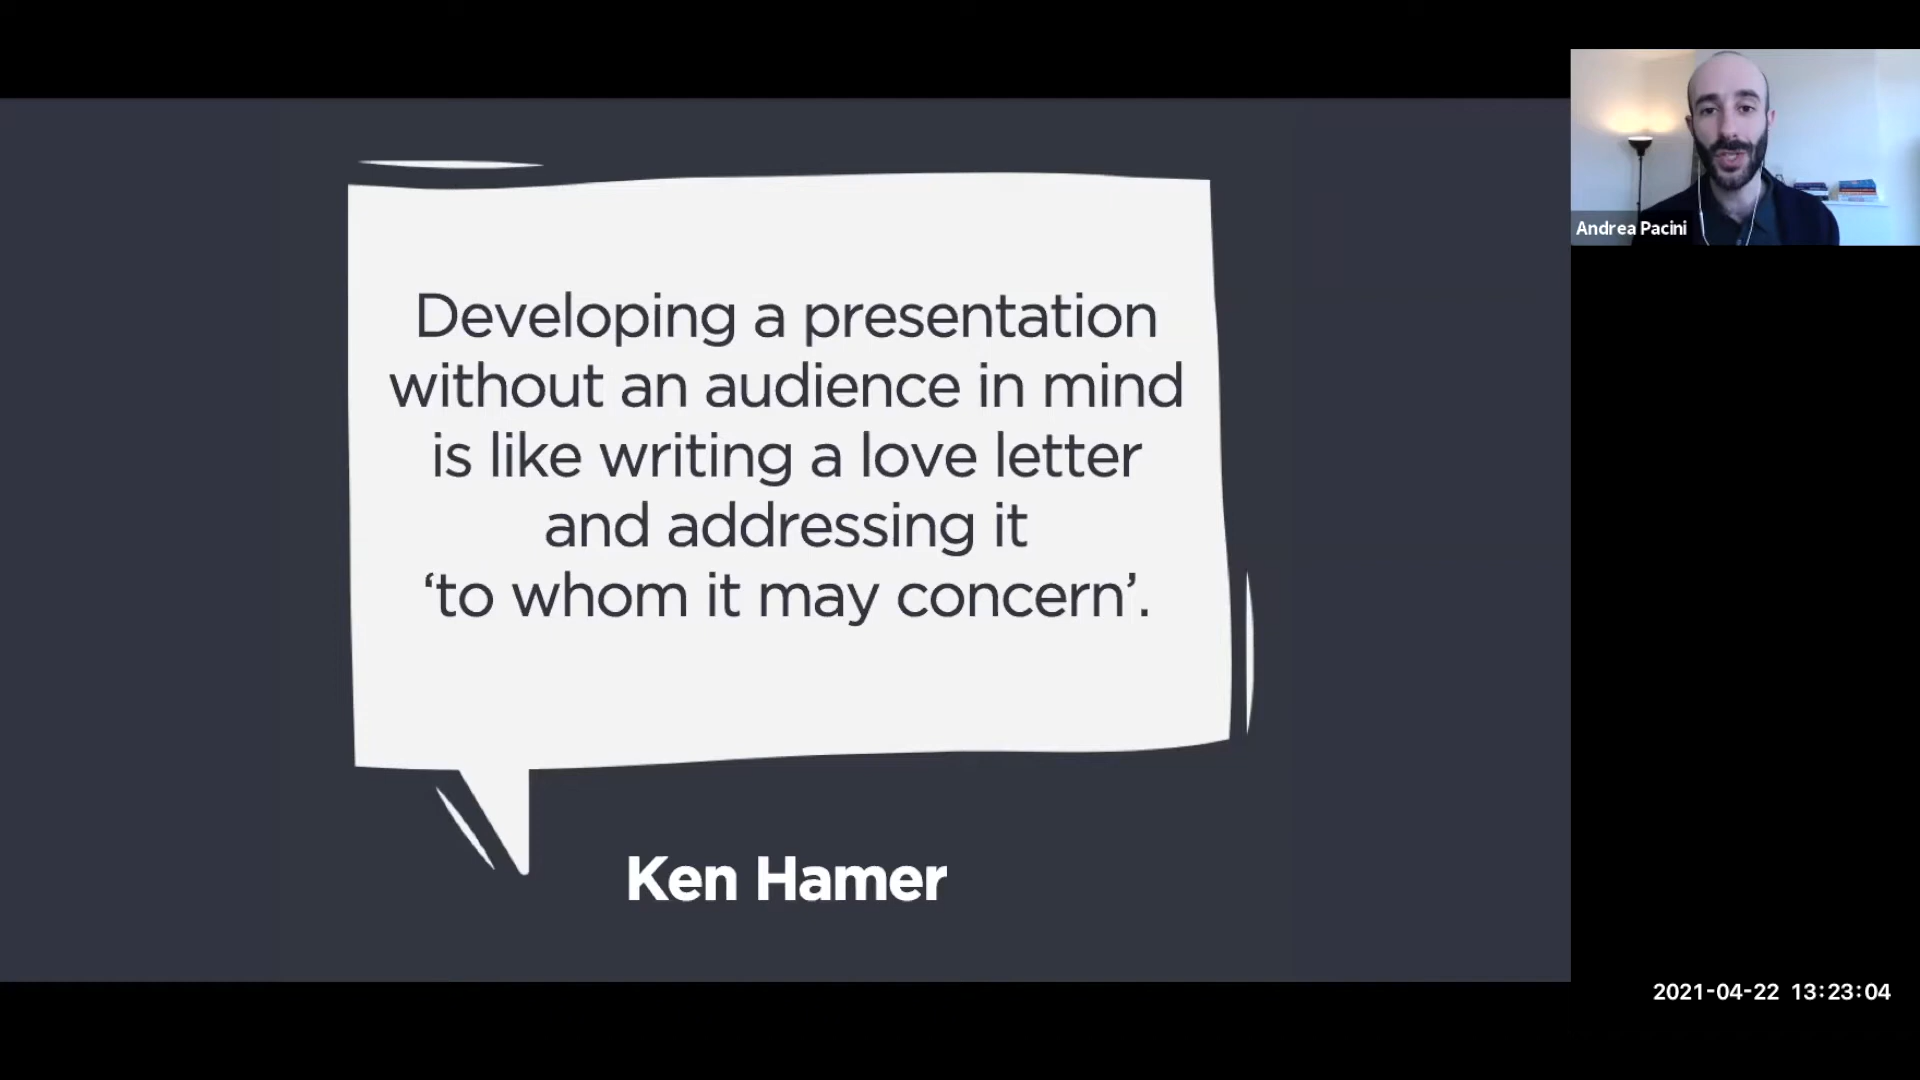 Developing a presentation
without an audience in mind
is like writing a love letter
and addressing it
‘to whom it may concern’.
Ken Hamer
Andrea Pacini
2021-04-22 13:23:04